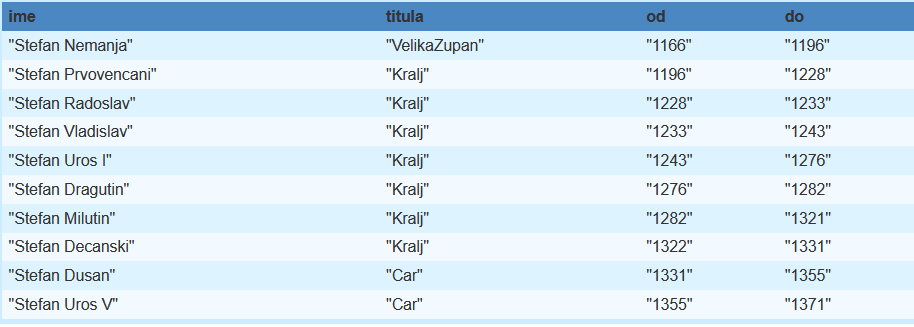 ime titula od do
"Stefan Nemanja" "VelikaZupan" "1166" "1196"
"Stefan Prvovencani" "Kralj" "1196" "1228"
"Stefan Radoslav" "Kralj" "1228" "1233"
"Stefan Vladislav" "Kralj" "1233" "1243"
"Stefan Uros I" "Kralj" "1243" "1276"
"Stefan Dragutin" "Kralj" "1276" "1282"
"Stefan Milutin" "Kralj" "1282" "1321"
"Stefan Decanski" "Kralj" "1322" "1331"
"Stefan Dusan" "Car" "1331" "1355"
"Stefan Uros V" "Car" "1355" "1371"